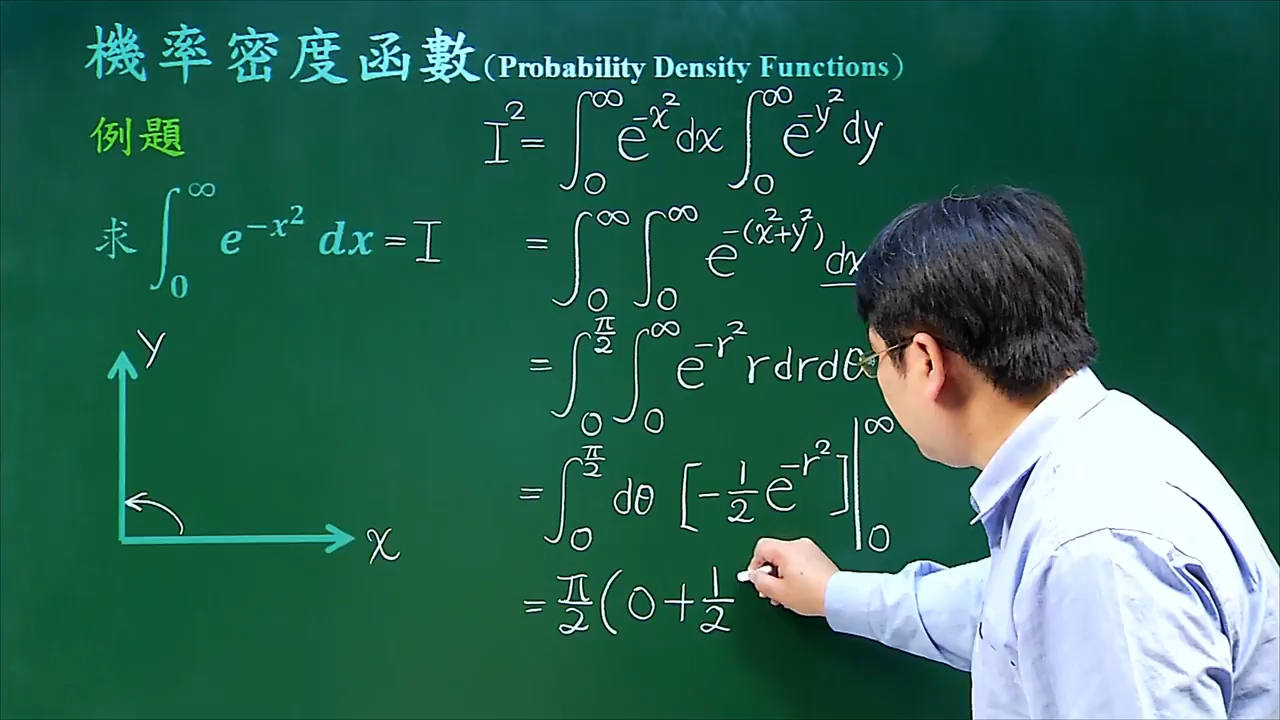 機率密度函數(Probability Density Functions)
例題
求 ∫₀^∞ e^{-x²} dx = I
I² = ∫₀^∞ e^{-x²}dx ∫₀^∞ e^{-y²}dy
= ∫₀^∞ ∫₀^∞ e^{-(x²+y²)} dx
= ∫₀^{π/2} ∫₀^∞ e^{-r²} r dr dθ
= ∫₀^{π/2} dθ [-1/2 e^{-r²}]|₀^∞
= π/2 (0 + 1/2
y
x